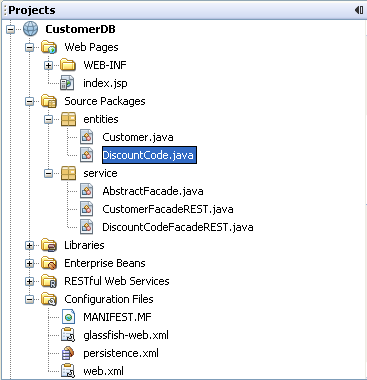 Projects
CustomerDB
Web Pages
WEB-INF
index.jsp
Source Packages
entities
Customer.java
DiscountCode.java
service
AbstractFacade.java
CustomerFacadeREST.java
DiscountCodeFacadeREST.java
Libraries
Enterprise Beans
RESTful Web Services
Configuration Files
MANIFEST.MF
glassfish-web.xml
persistence.xml
web.xml